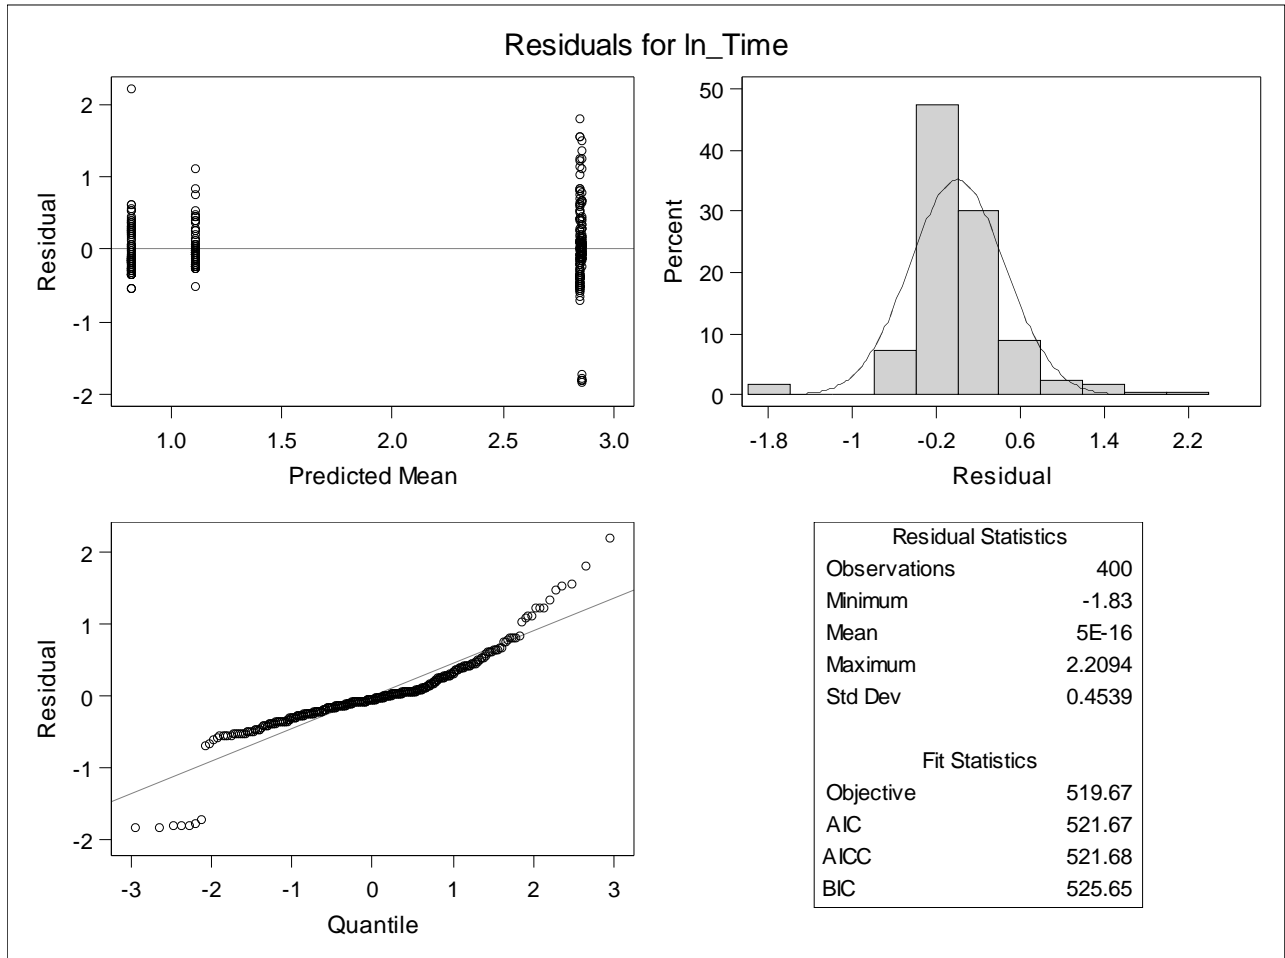 Residuals for ln_Time
2
1
0
-1
-2
Residual
1.0 1.5 2.0 2.5 3.0
Predicted Mean
50
40
30
20
10
0
Percent
-1.8 -1 -0.2 0.6 1.4 2.2
Residual
2
1
0
-1
-2
Residual
-3 -2 -1 0 1 2 3
Quantile
Residual Statistics
Observations 400
Minimum -1.83
Mean 5E-16
Maximum 2.2094
Std Dev 0.4539
Fit Statistics
Objective 519.67
AIC 521.67
AICC 521.68
BIC 525.65